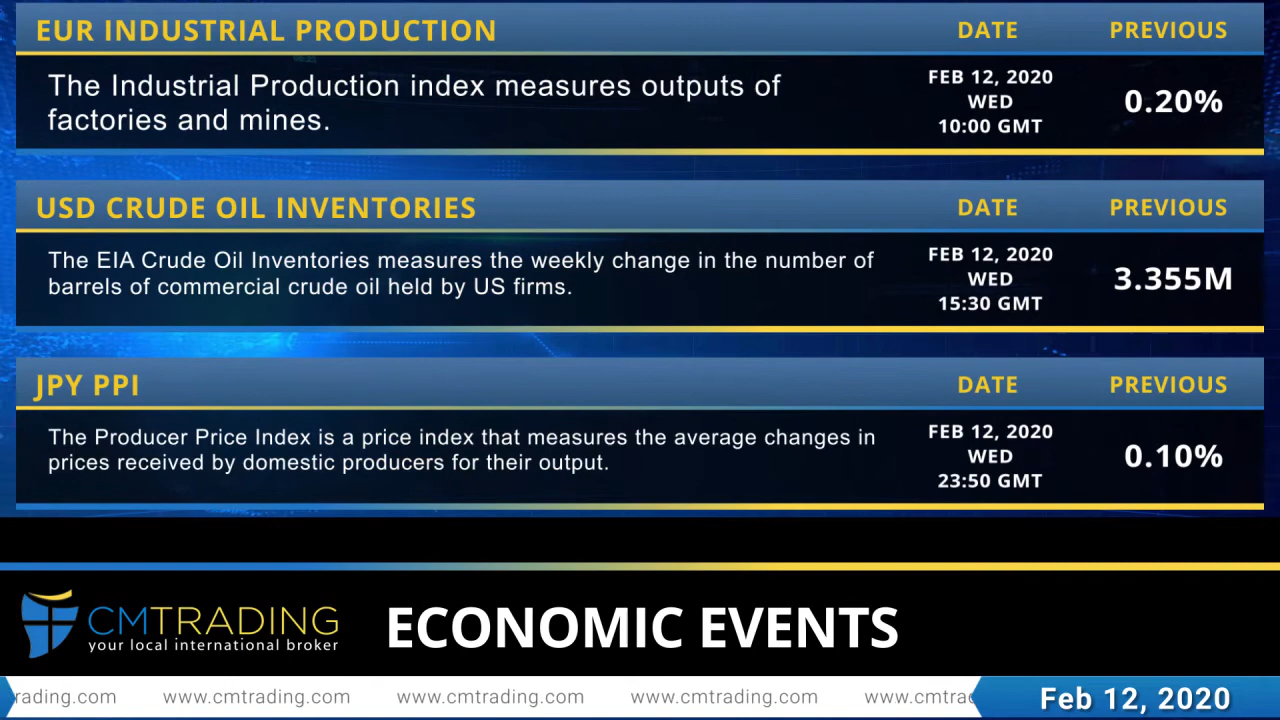 EUR INDUSTRIAL PRODUCTION DATE PREVIOUS
The Industrial Production index measures outputs of
factories and mines.
FEB 12, 2020
WED
10:00 GMT
0.20%
USD CRUDE OIL INVENTORIES DATE PREVIOUS
The EIA Crude Oil Inventories measures the weekly change in the number of
barrels of commercial crude oil held by US firms.
FEB 12, 2020
WED
15:30 GMT
3.355M
JPY PPI DATE PREVIOUS
The Producer Price Index is a price index that measures the average changes in
prices received by domestic producers for their output.
FEB 12, 2020
WED
23:50 GMT
0.10%
CMTRADING
your local international broker
ECONOMIC EVENTS
rading.com www.cmtrading.com www.cmtrading.com www.cmtrading.com www.cmtra
Feb 12, 2020